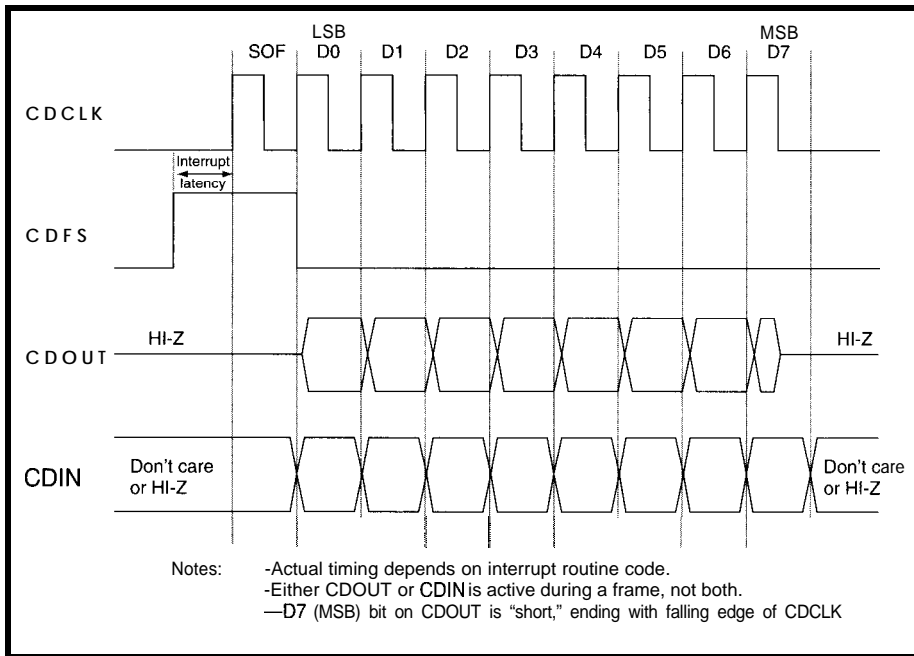 LSB MSB
SOF D0 D1 D2 D3 D4 D5 D6 D7
CDCLK
Interrupt
latency
CDFS
HI-Z HI-Z
CDOUT
CDIN
Don't care Don't care
or HI-Z or HI-Z
Notes: -Actual timing depends on interrupt routine code.
-Either CDOUT or CDIN is active during a frame, not both.
—D7 (MSB) bit on CDOUT is “short,” ending with falling edge of CDCLK